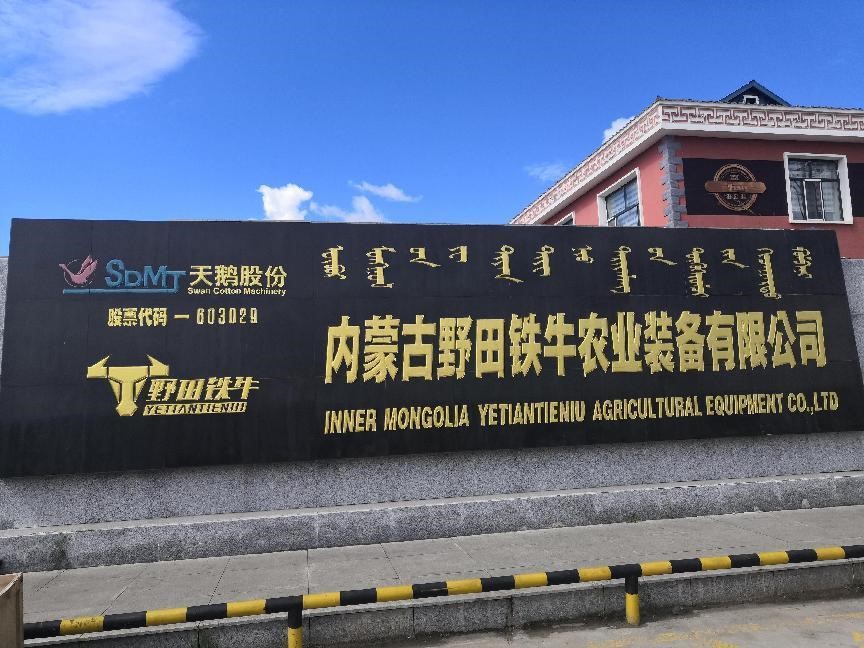 SDMJ 天鹅股份
Swan Cotton Machinery
股票代码-603029
野田铁牛
YETIANTIENIU
内蒙古野田铁牛农业装备有限公司
INNER MONGOLIA YETIANTIENIU AGRICULTURAL EQUIPMENT CO.,LTD